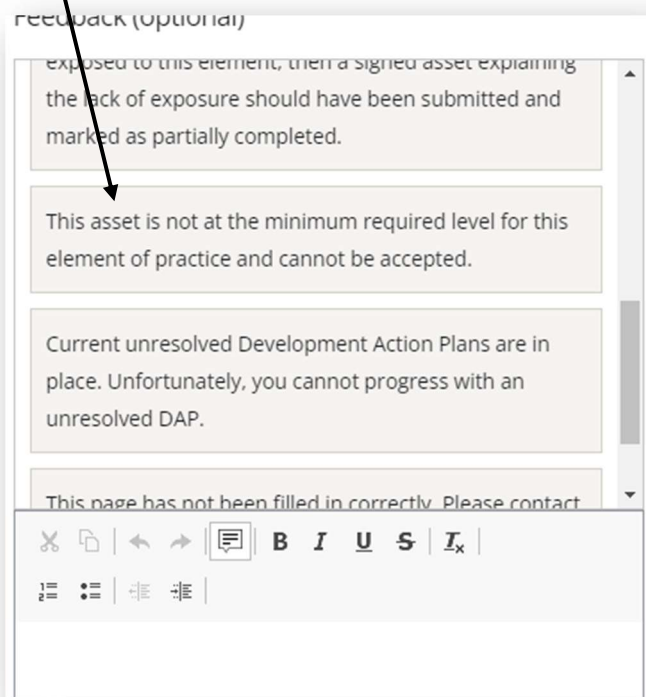 Feedback (optional)
exposed to this element, then a signed asset explaining
the lack of exposure should have been submitted and
marked as partially completed.
This asset is not at the minimum required level for this
element of practice and cannot be accepted.
Current unresolved Development Action Plans are in
place. Unfortunately, you cannot progress with an
unresolved DAP.
This page has not been filled in correctly. Please contact
B I U S Ix